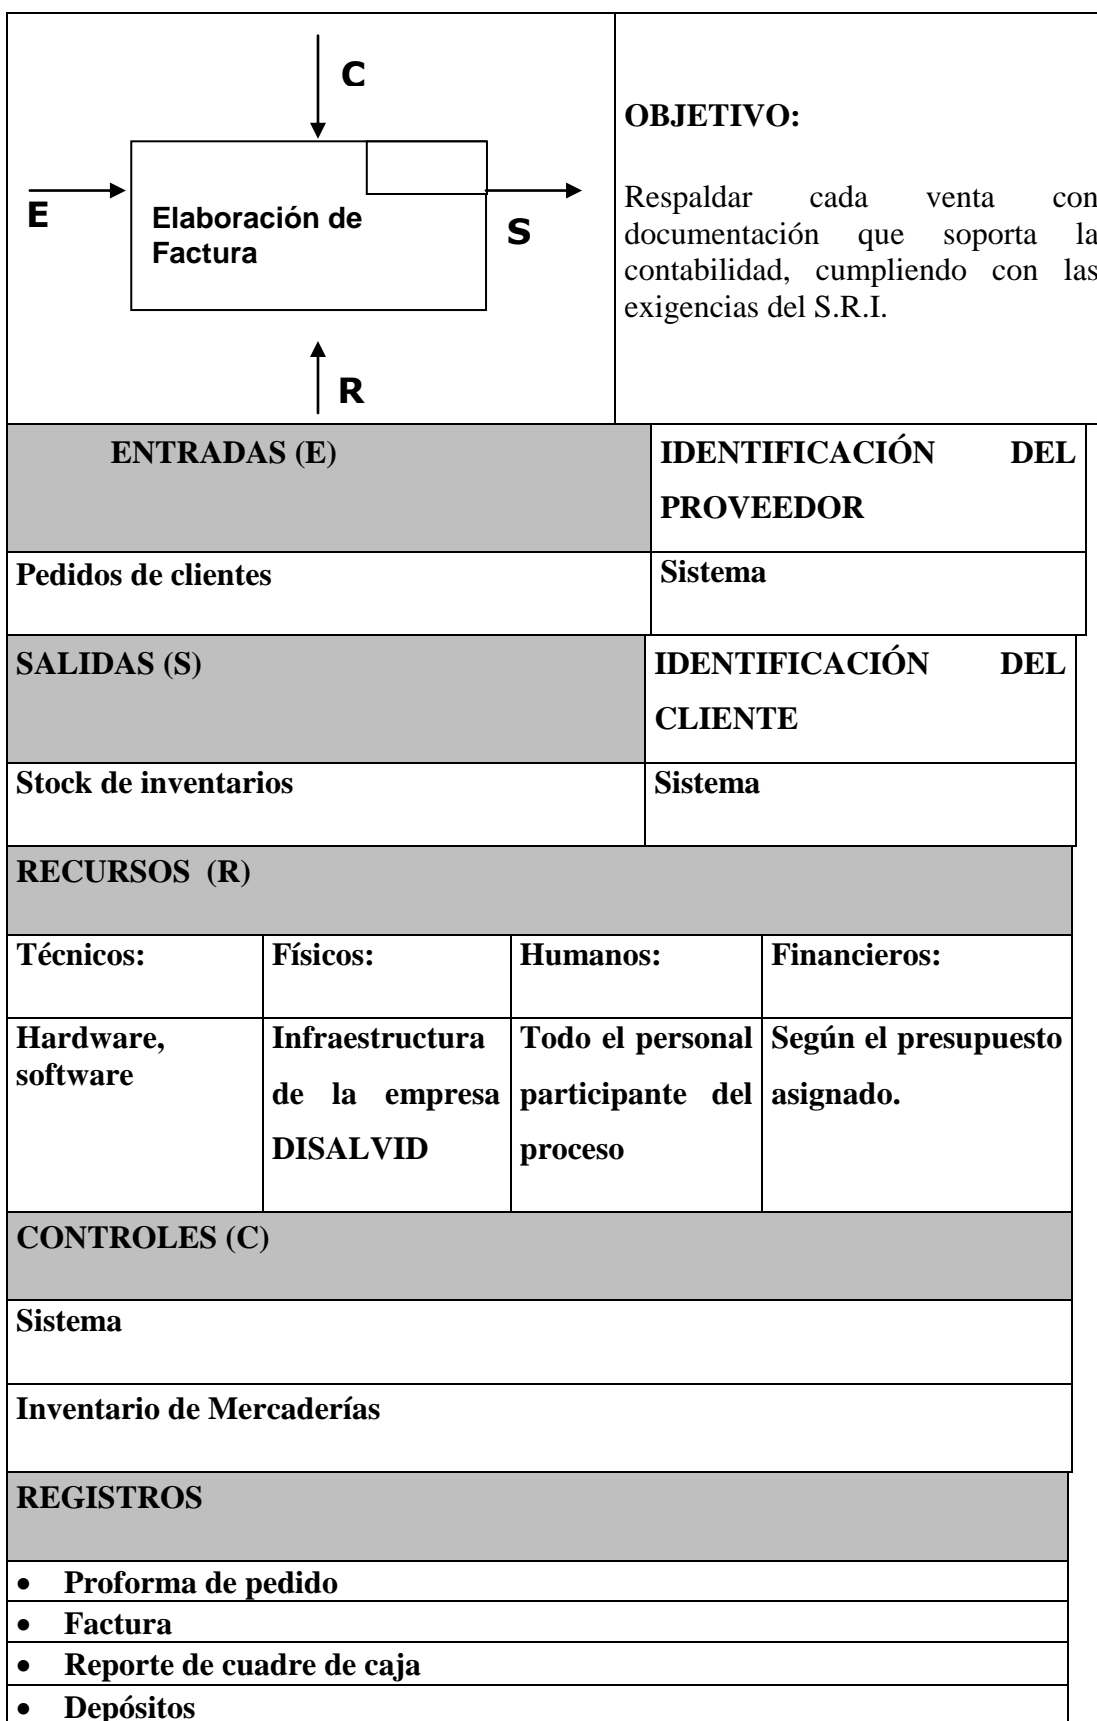 C
E
Elaboración de
Factura
S
R
OBJETIVO:
Respaldar cada venta con
documentación que soporta la
contabilidad, cumpliendo con las
exigencias del S.R.I.
ENTRADAS (E)
IDENTIFICACIÓN DEL
PROVEEDOR
Pedidos de clientes
Sistema
SALIDAS (S)
IDENTIFICACIÓN DEL
CLIENTE
Stock de inventarios
Sistema
RECURSOS (R)
Técnicos:
Físicos:
Humanos:
Financieros:
Hardware,
software
Infraestructura
de la empresa
DISALVID
Todo el personal
participante del
proceso
Según el presupuesto
asignado.
CONTROLES (C)
Sistema
Inventario de Mercaderías
REGISTROS
• Proforma de pedido
• Factura
• Reporte de cuadre de caja
• Depósitos